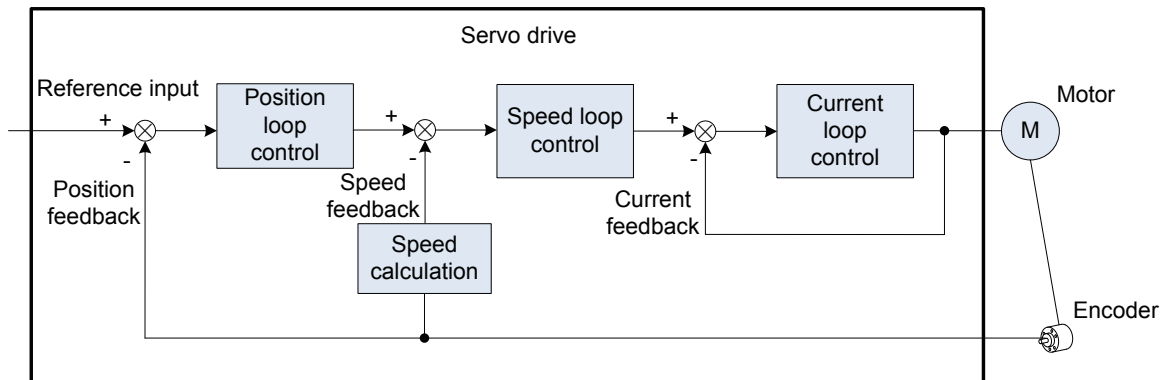 Servo drive
Reference input
+
-
Position
feedback
Position
loop
control
+
-
Speed
feedback
Speed
calculation
Speed loop
control
+
-
Current
feedback
Current
loop
control
Motor
M
Encoder